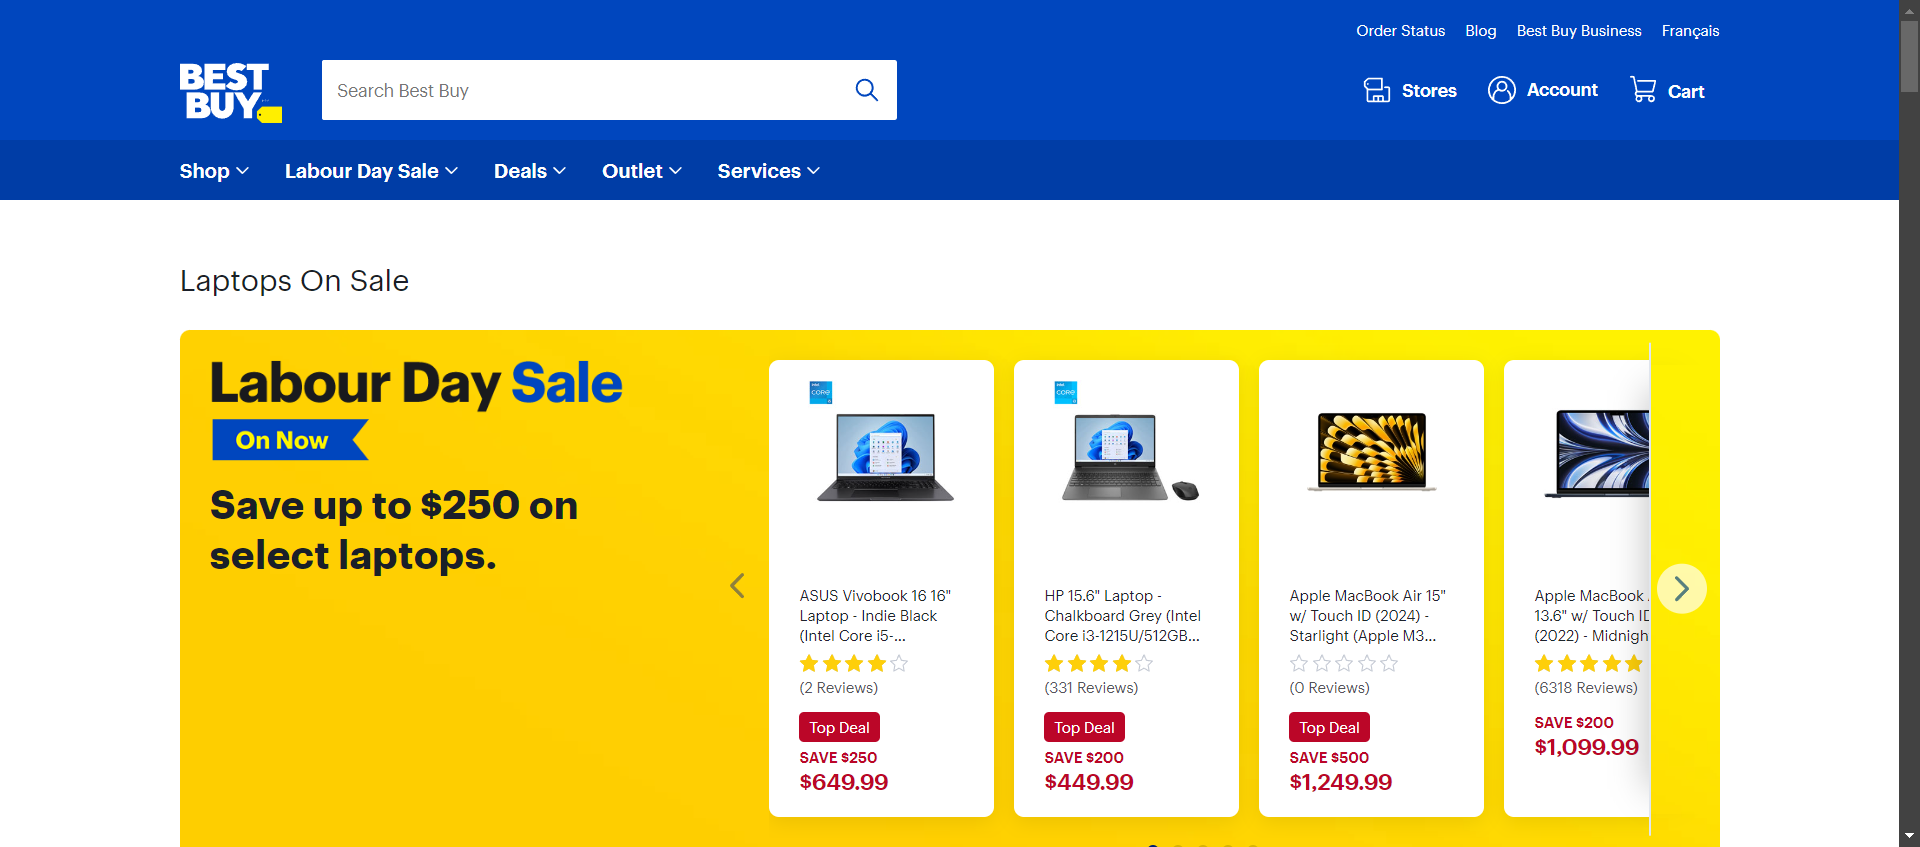 Order Status Blog Best Buy Business Français
BEST
BUY
Search Best Buy
Stores Account Cart
Shop Labour Day Sale Deals Outlet Services
Laptops On Sale
Labour Day Sale
On Now
Save up to $250 on
select laptops.
intel
CORE
ASUS Vivobook 16 16"
Laptop - Indie Black
(Intel Core i5-...
(2 Reviews)
Top Deal
SAVE $250
$649.99
intel
CORE
HP 15.6" Laptop -
Chalkboard Grey (Intel
Core i3-1215U/512GB...
(331 Reviews)
Top Deal
SAVE $200
$449.99
Apple MacBook Air 15"
w/ Touch ID (2024) -
Starlight (Apple M3...
(0 Reviews)
Top Deal
SAVE $500
$1,249.99
Apple MacBook
13.6" w/ Touch ID
(2022) - Midnigh
(6318 Reviews)
SAVE $200
$1,099.99